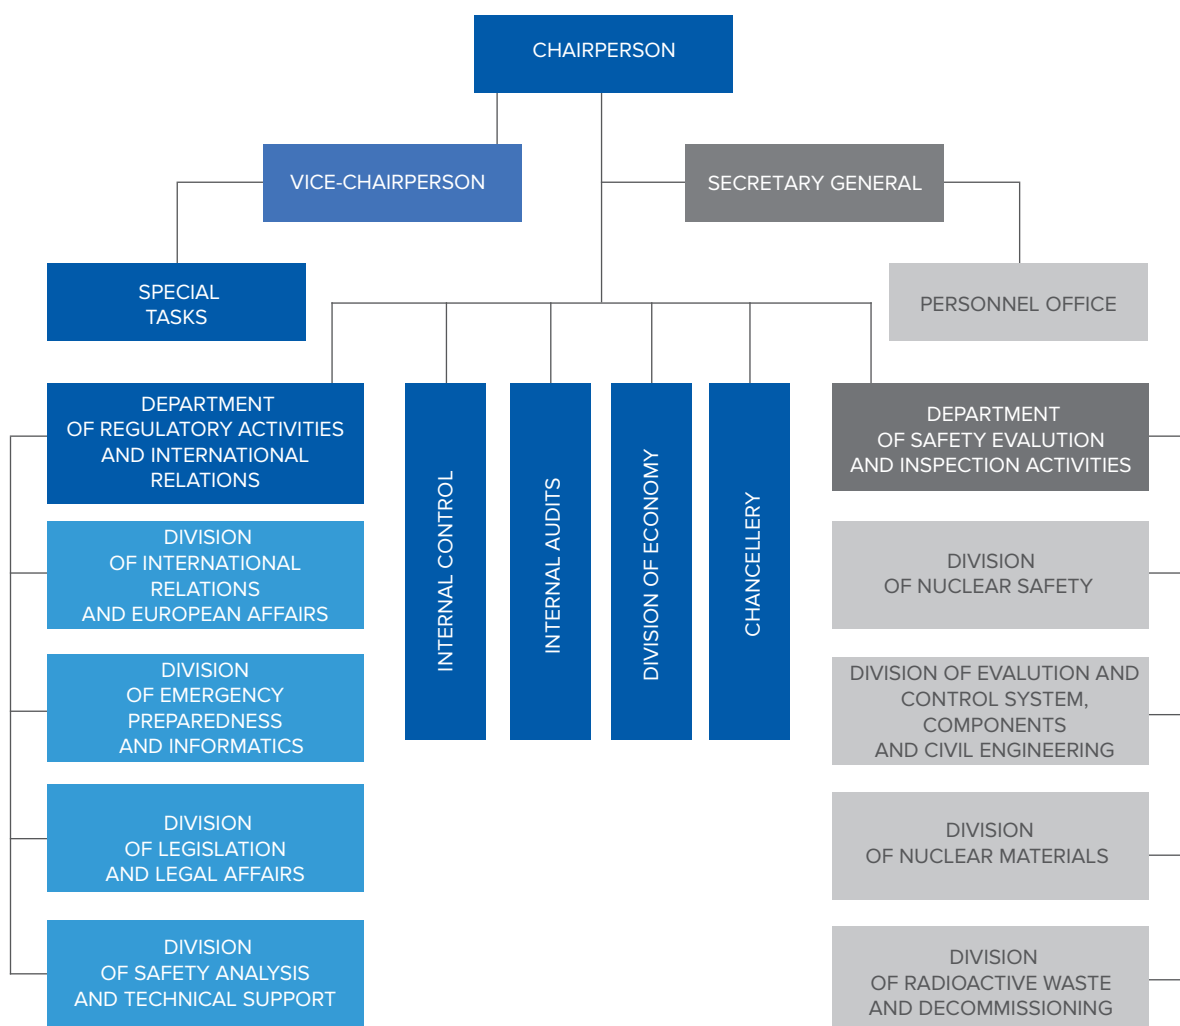 CHAIRPERSON
VICE-CHAIRPERSON
SECRETARY GENERAL
SPECIAL
TASKS
PERSONNEL OFFICE
DEPARTMENT
OF REGULATORY ACTIVITIES
AND INTERNATIONAL
RELATIONS
DIVISION
OF INTERNATIONAL
RELATIONS
AND EUROPEAN AFFAIRS
DIVISION
OF EMERGENCY
PREPAREDNESS
AND INFORMATICS
DIVISION
OF LEGISLATION
AND LEGAL AFFAIRS
DIVISION
OF SAFETY ANALYSIS
AND TECHNICAL SUPPORT
INTERNAL CONTROL
INTERNAL AUDITS
DIVISION OF ECONOMY
CHANCELLERY
DEPARTMENT
OF SAFETY EVALUTION
AND INSPECTION ACTIVITIES
DIVISION
OF NUCLEAR SAFETY
DIVISION OF EVALUTION AND
CONTROL SYSTEM,
COMPONENTS
AND CIVIL ENGINEERING
DIVISION
OF NUCLEAR MATERIALS
DIVISION
OF RADIOACTIVE WASTE
AND DECOMMISSIONING